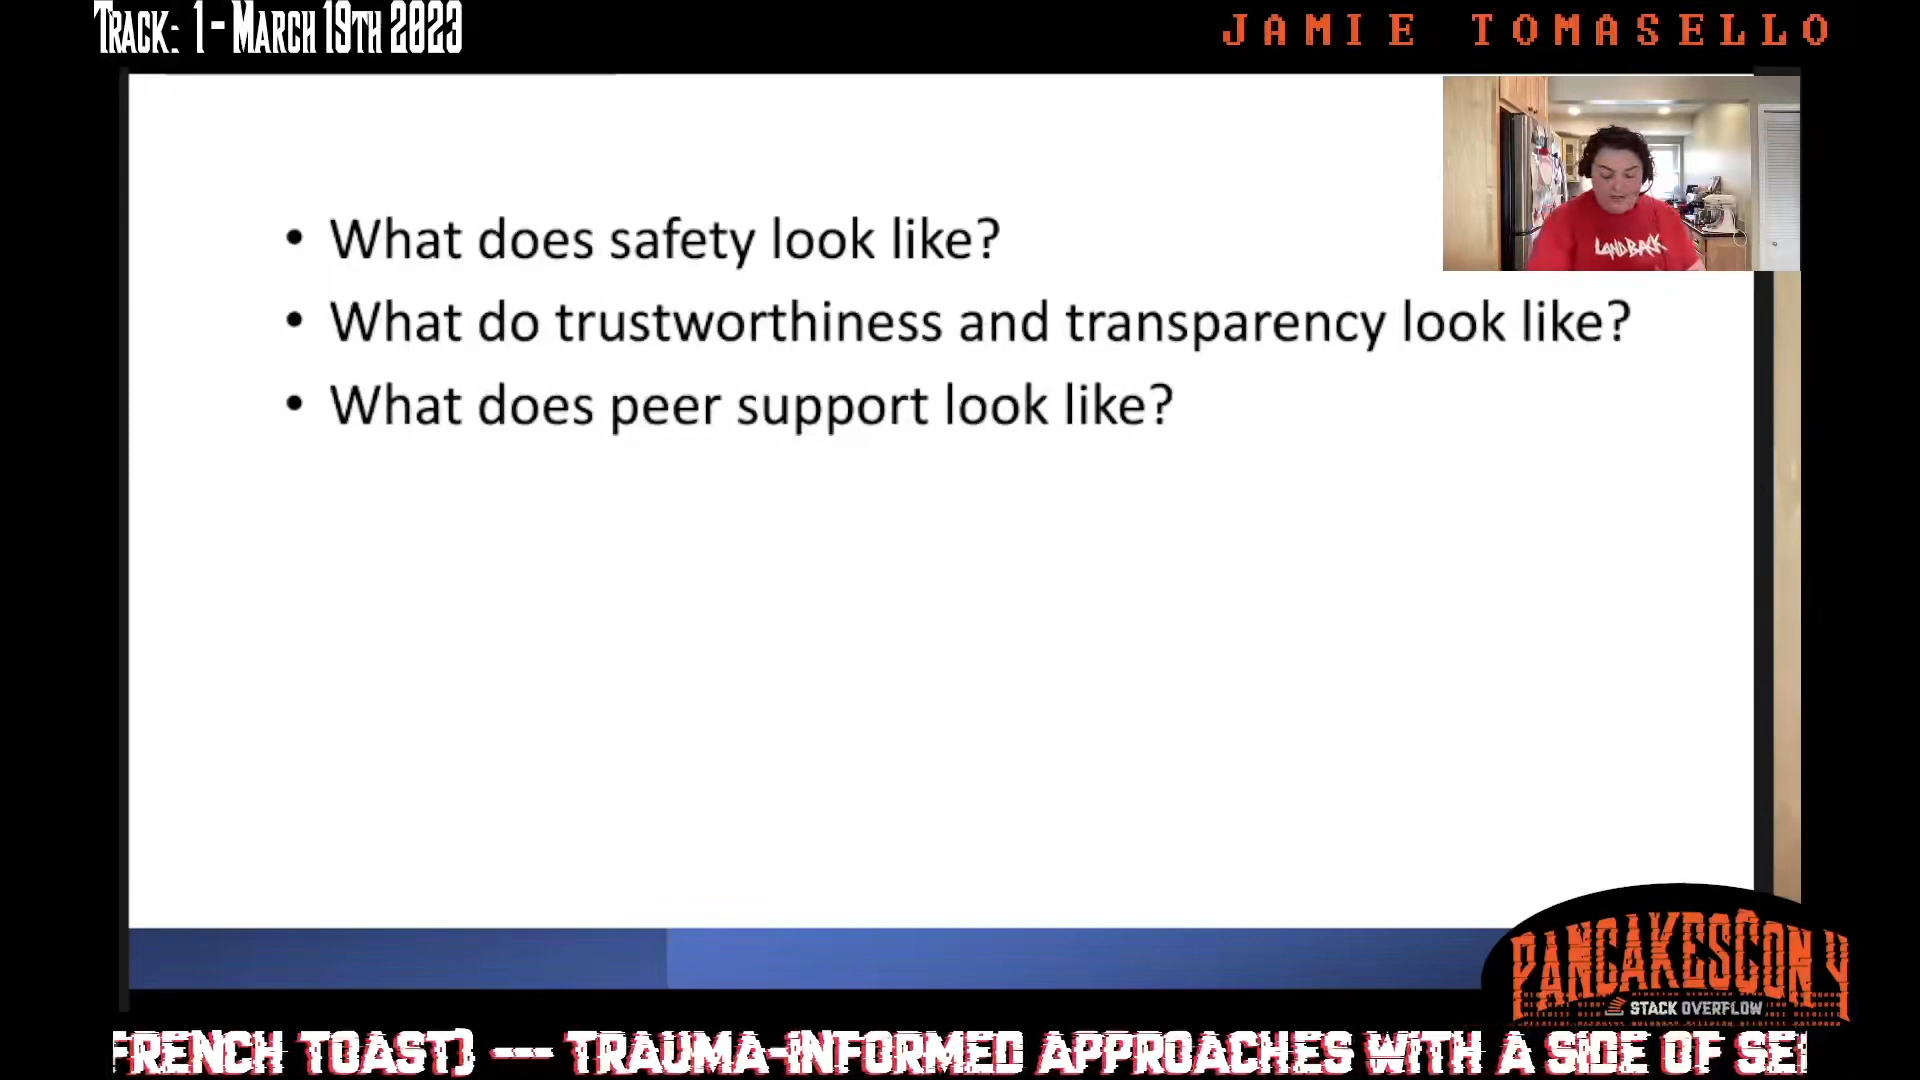 TRACK: 1 - MARCH 19TH 2023
JAMIE TOMASELLO
• What does safety look like?
• What do trustworthiness and transparency look like?
• What does peer support look like?
LANDBACK
PANCAKESCON 4
STACK OVERFLOW
FRENCH TOAST) --- TRAUMA-INFORMED APPROACHES WITH A SIDE OF